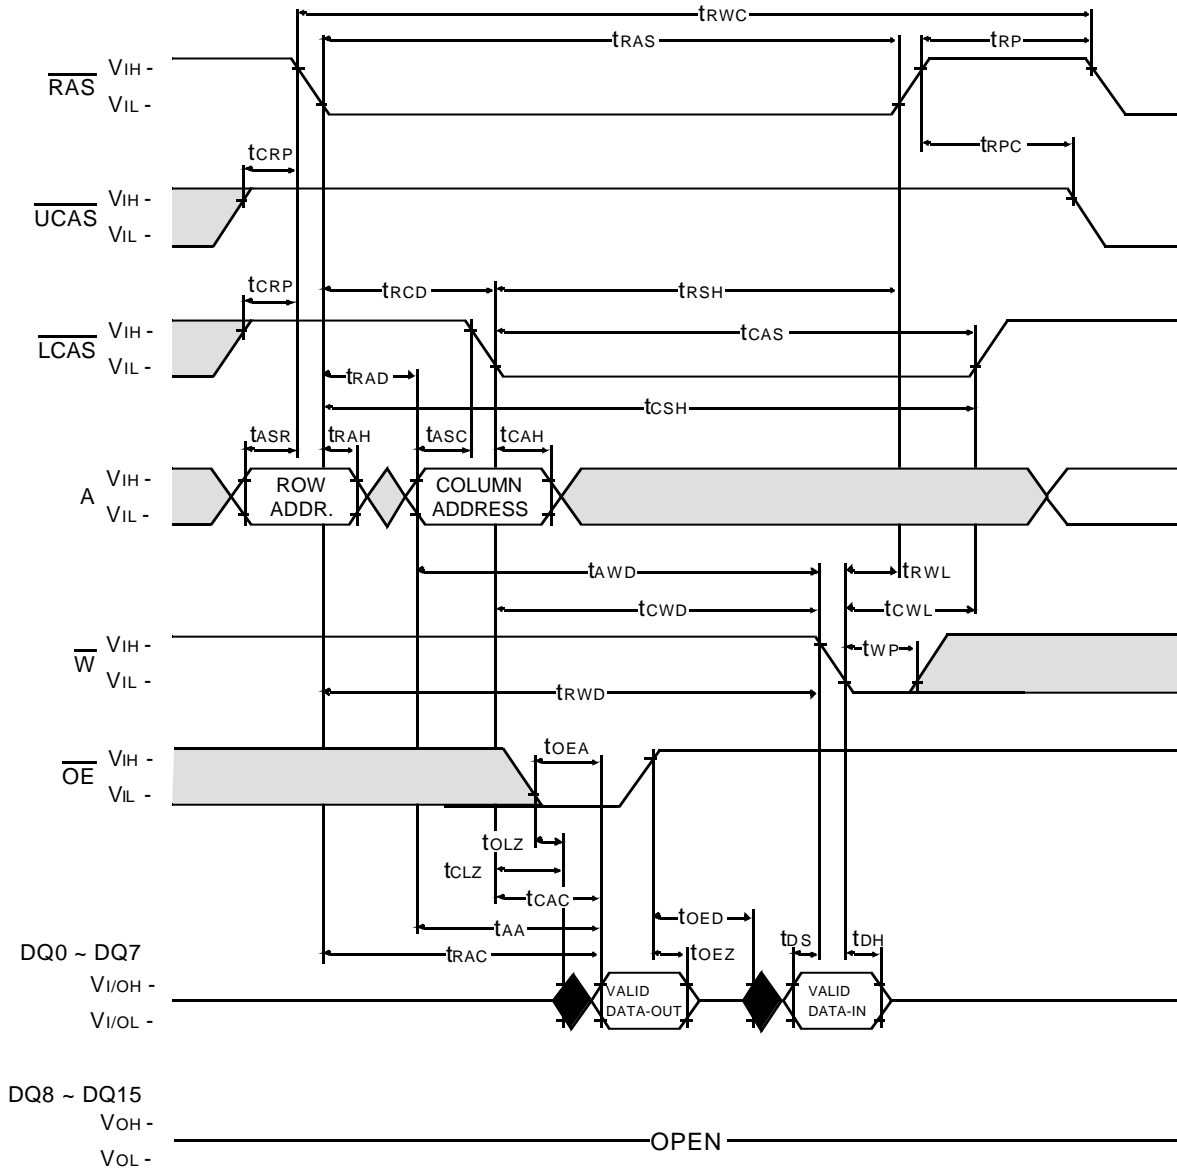 tRWC
tRAS
tRP
RAS
VIH -
VIL -
tCRP
tRPC
UCAS
VIH -
VIL -
tCRP
tRCD
tRSH
LCAS
VIH -
VIL -
tCAS
tRAD
tCSH
tASR
tRAH
tASC
tCAH
A
VIH -
VIL -
ROW
ADDR.
COLUMN
ADDRESS
tAWD
tRWL
tCWD
tCWL
W
VIH -
VIL -
tWP
tRWD
OE
VIH -
VIL -
tOEA
tOLZ
tCLZ
tCAC
tAA
tOED
tRAC
tOEZ
tDS
tDH
DQ0 ~ DQ7
VI/OH -
VI/OL -
VALID
DATA-OUT
VALID
DATA-IN
DQ8 ~ DQ15
VOH -
VOL -
OPEN